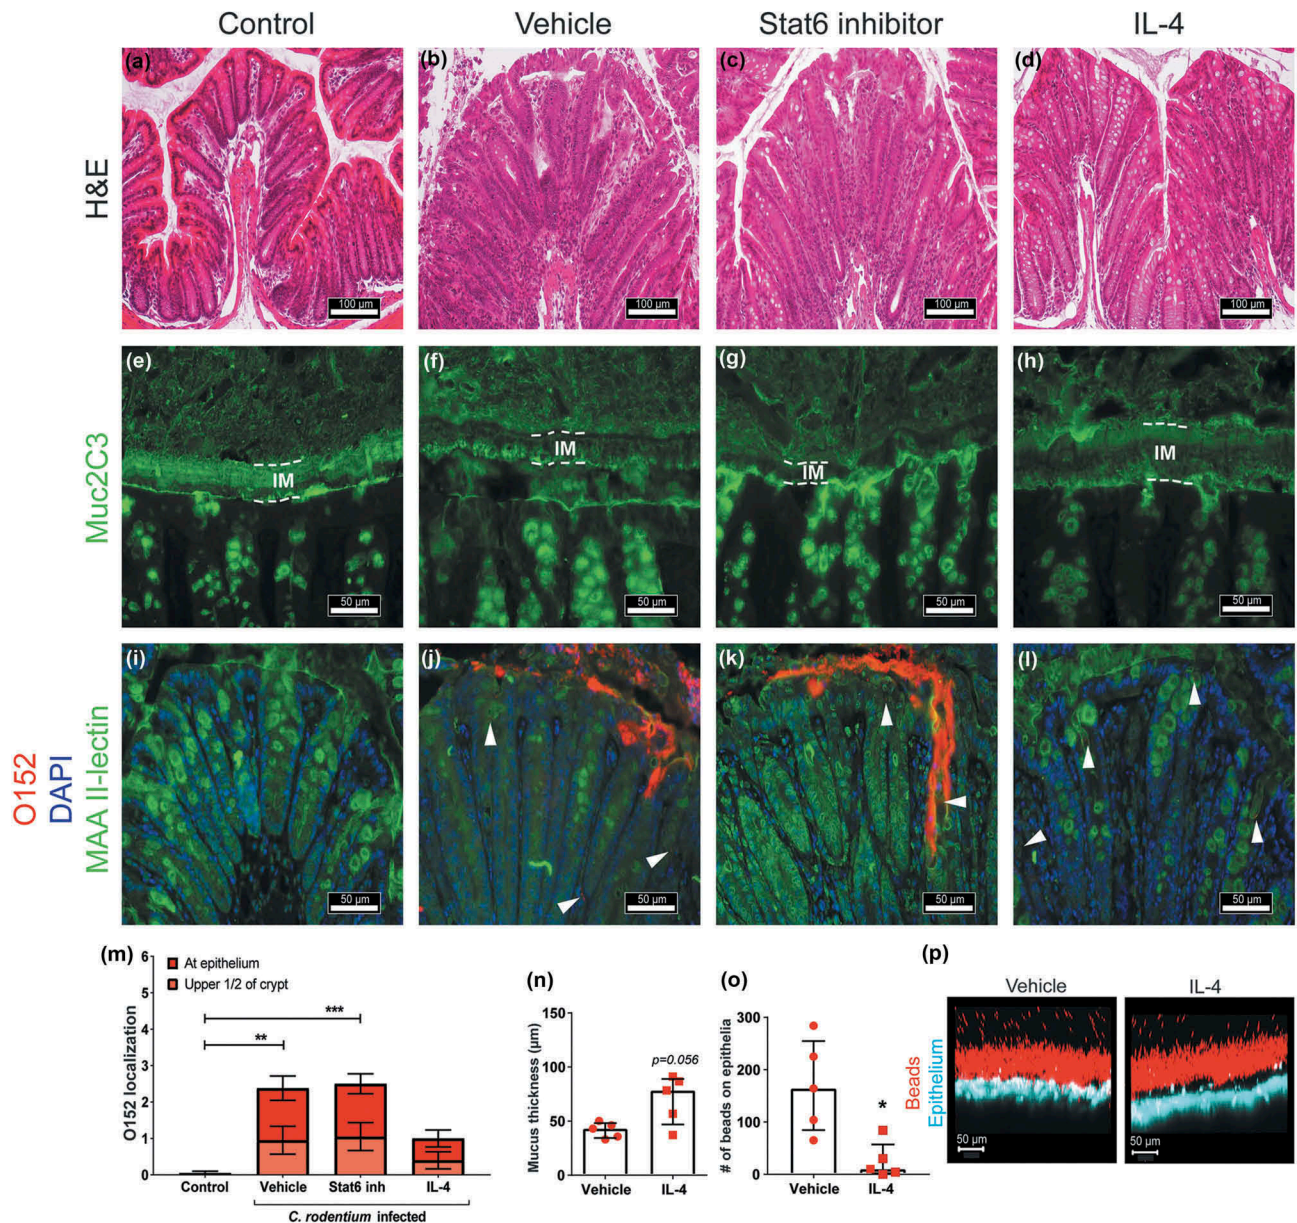 Control
Vehicle
Stat6 inhibitor
IL-4
H&E
(a)
(b)
(c)
(d)
100 µm
100 µm
100 µm
100 µm
Muc2C3
(e)
(f)
(g)
(h)
IM
IM
IM
IM
50 µm
50 µm
50 µm
50 µm
O152
DAPI
MAA II-lectin
(i)
(j)
(k)
(l)
50 µm
50 µm
50 µm
50 µm
(m)
O152 localization
6
5
4
3
2
1
0
At epithelium
Upper 1/2 of crypt
***
**
Control
Vehicle
Stat6 inh
IL-4
C. rodentium infected
(n)
Mucus thickness (µm)
150
100
50
0
p=0.056
Vehicle
IL-4
(o)
# of beads on epithelia
300
200
100
0
*
Vehicle
IL-4
(p)
Vehicle
IL-4
Beads
Epithelium
50 µm
50 µm